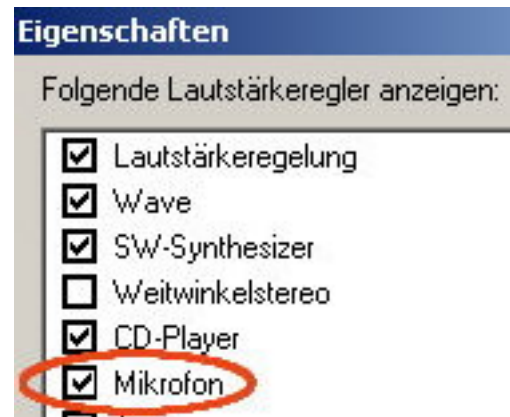 Eigenschaften
Folgende Lautstärkeregler anzeigen:
Lautstärkeregelung
Wave
SW-Synthesizer
Weitwinkelstereo
CD-Player
Mikrofon